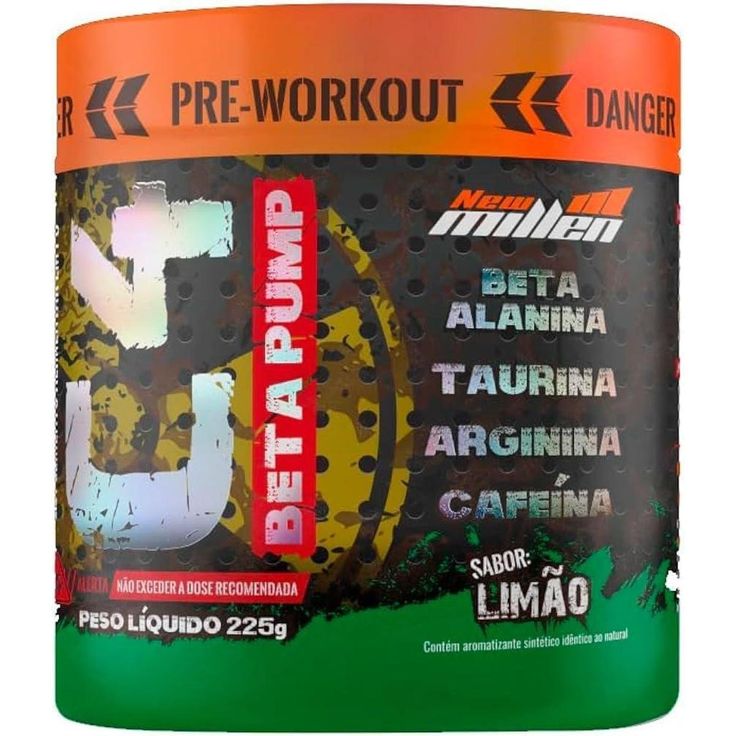 PRE-WORKOUT
DANGER
C4
BETA PUMP
New
millen
BETA
ALANINA
TAURINA
ARGININA
CAFEÍNA
SABOR:
LIMÃO
Contém aromatizante sintético idêntico ao natural
ALERTA NÃO EXCEDER A DOSE RECOMENDADA
PESO LÍQUIDO 225g